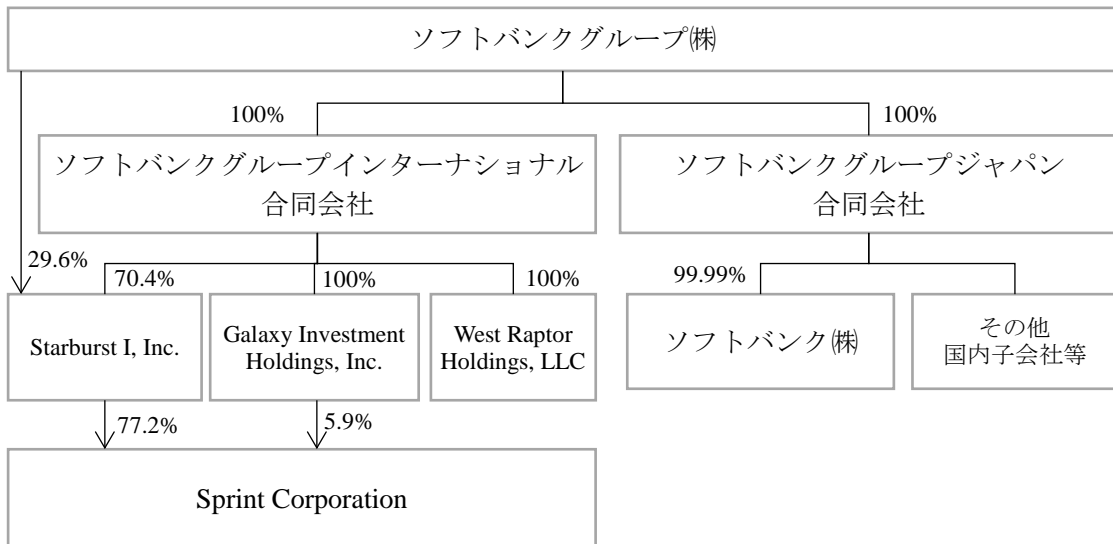 ソフトバンクグループ㈱
100%
100%
ソフトバンクグループインターナショナル
合同会社
ソフトバンクグループジャパン
合同会社
29.6%
70.4%
100%
100%
99.99%
Starburst I, Inc.
Galaxy Investment
Holdings, Inc.
West Raptor
Holdings, LLC
ソフトバンク㈱
その他
国内子会社等
77.2%
5.9%
Sprint Corporation